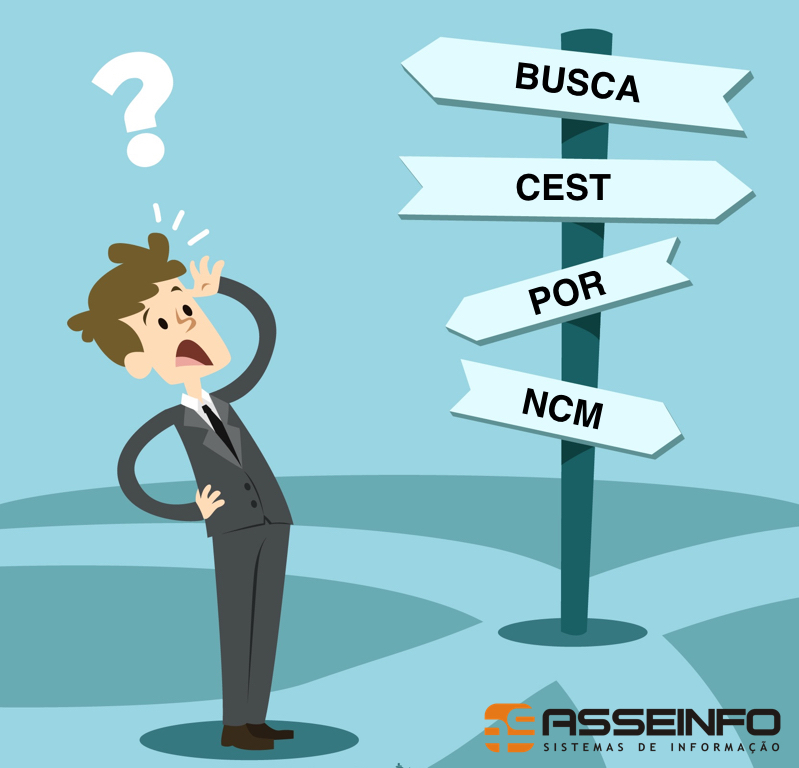 ?
BUSCA
CEST
POR
NCM
ASSEINFO
SISTEMAS DE INFORMAÇÃO